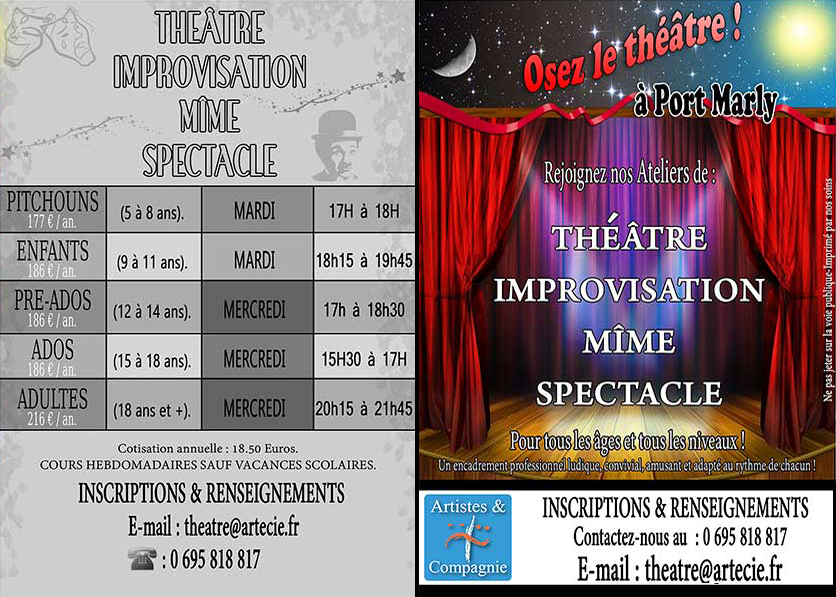 THEÂTRE
IMPROVISATION
MÎME
SPECTACLE
PITCHOUNS 177 € / an. (5 à 8 ans). MARDI 17H à 18H
ENFANTS 186 € / an. (9 à 11 ans). MARDI 18h15 à 19h45
PRE-ADOS 186 € / an. (12 à 14 ans). MERCREDI 17h à 18h30
ADOS 186 € / an. (15 à 18 ans). MERCREDI 15H30 à 17H
ADULTES 216 € / an. (18 ans et +). MERCREDI 20h15 à 21h45
Cotisation annuelle : 18.50 Euros.
COURS HEBDOMADAIRES SAUF VACANCES SCOLAIRES.
INSCRIPTIONS & RENSEIGNEMENTS
E-mail : theatre@artecie.fr
: 0 695 818 817
Osez le théâtre !
à Port Marly
Rejoignez nos Ateliers de :
THÉÂTRE
IMPROVISATION
MÎME
SPECTACLE
Pour tous les âges et tous les niveaux !
Un encadrement professionnel ludique, convivial, amusant et adapté au rythme de chacun !
Ne pas jeter sur la voie publique-Imprimé par nos soins
Artistes &
Compagnie
INSCRIPTIONS & RENSEIGNEMENTS
Contactez-nous au : 0 695 818 817
E-mail : theatre@artecie.fr